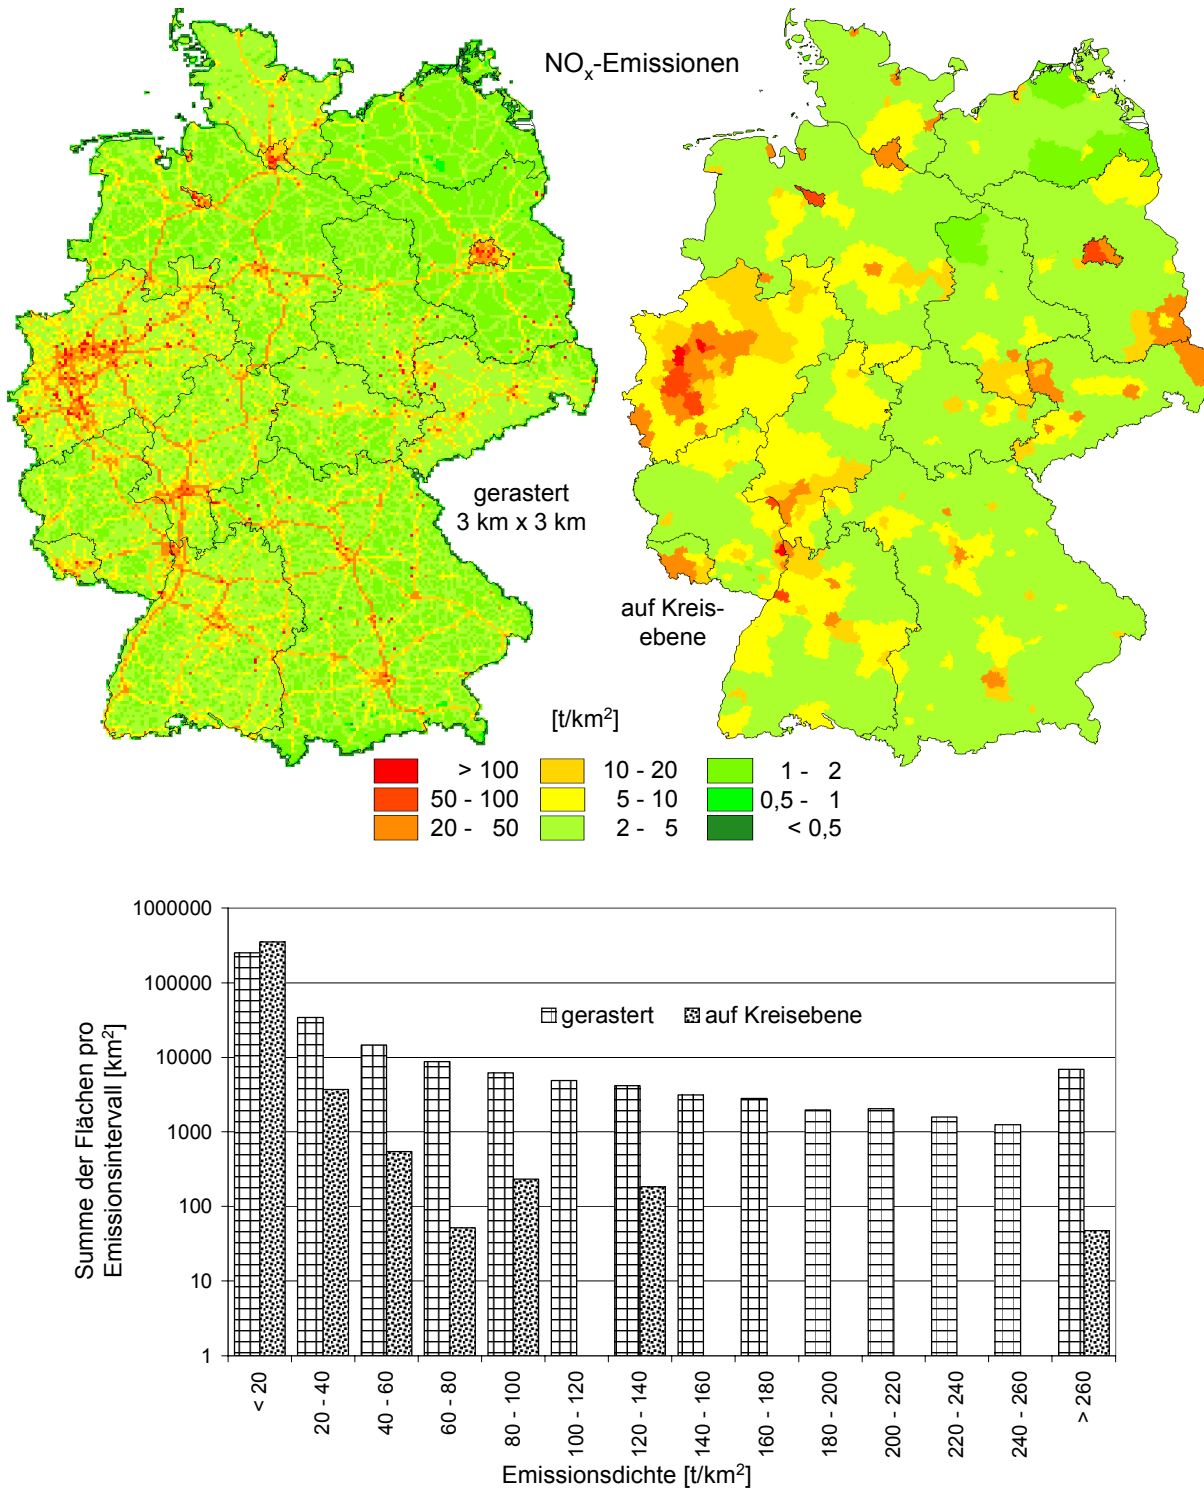 NOx-Emissionen
gerastert
3 km x 3 km
auf Kreis-
ebene
[t/km²]
> 100
10 - 20
1 - 2
50 - 100
5 - 10
0,5 - 1
20 - 50
2 - 5
< 0,5
1000000
100000
10000
1000
100
10
1
Summe der Flächen pro
Emissionsintervall [km²]
gerastert
auf Kreisebene
< 20
20 - 40
40 - 60
60 - 80
80 - 100
100 - 120
120 - 140
140 - 160
160 - 180
180 - 200
200 - 220
220 - 240
240 - 260
> 260
Emissionsdichte [t/km²]